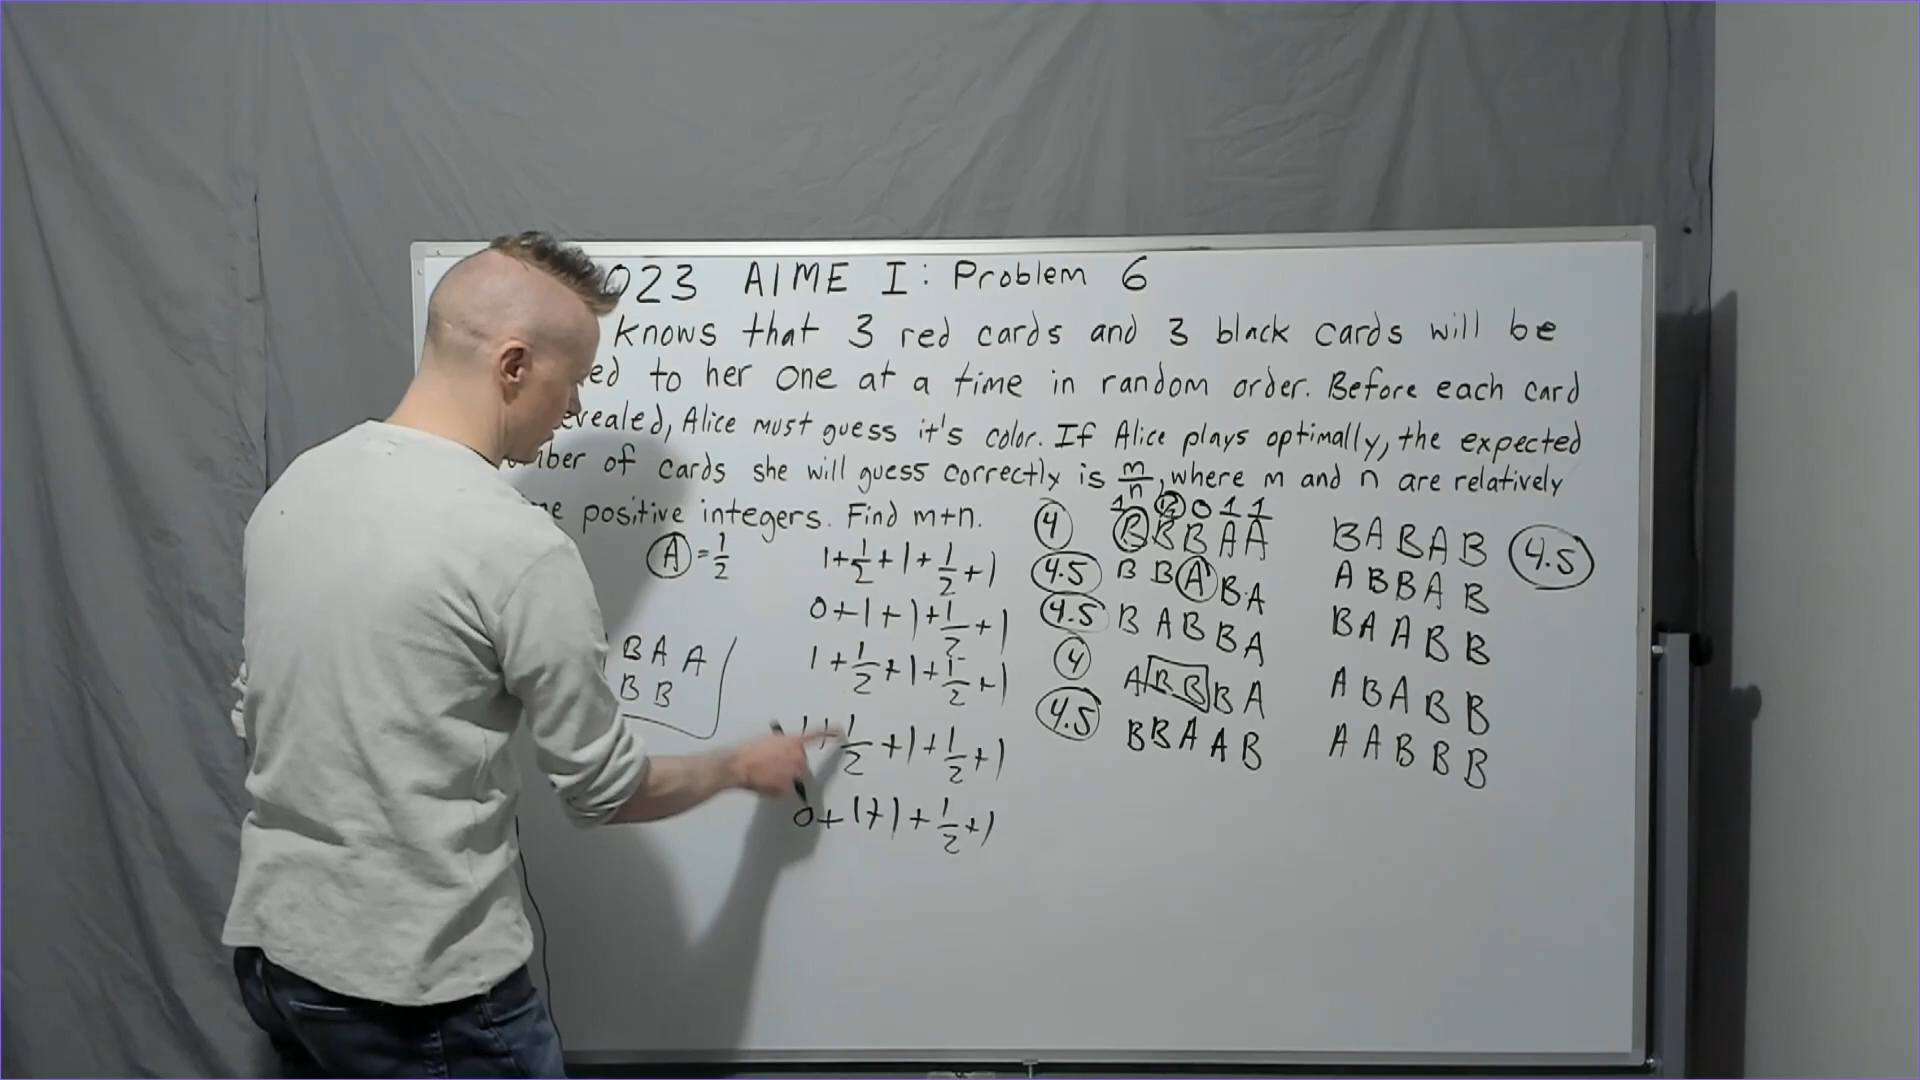 023 AIME I: Problem 6
knows that 3 red cards and 3 black cards will be
ed to her one at a time in random order. Before each card
evealed, Alice must guess it's color. If Alice plays optimally, the expected
mber of cards she will guess correctly is m/n, where m and n are relatively
me positive integers. Find m+n.
A = 1/2
B A A
B B
1 + 1/2 + 1 + 1/2 + 1
0 + 1 + 1 + 1/2 + 1
1 + 1/2 + 1 + 1/2 + 1
1 + 1/2 + 1 + 1/2 + 1
0 + 1 + 1 + 1/2 + 1
1 1/2 0 1 1
4 B B B A A
4.5 B B A B A
4.5 B A B B A
4 A B B B A
4.5 B B A A B
B A B A B 4.5
A B B A B
B A A B B
A B A B B
A A B B B